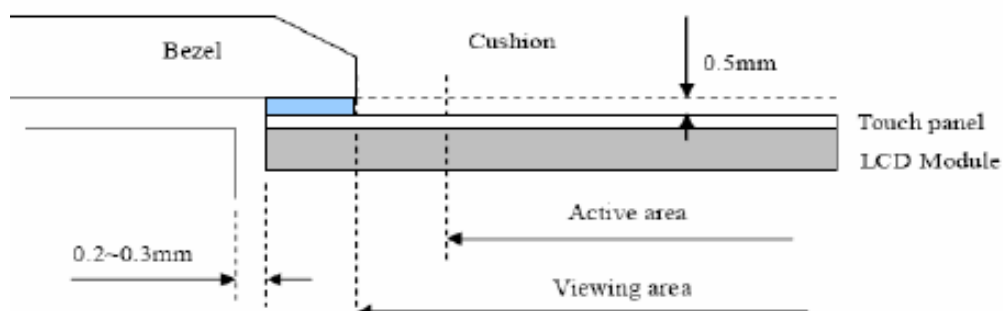 Cushion
Bezel
0.5mm
Touch panel
LCD Module
Active area
0.2~0.3mm
Viewing area